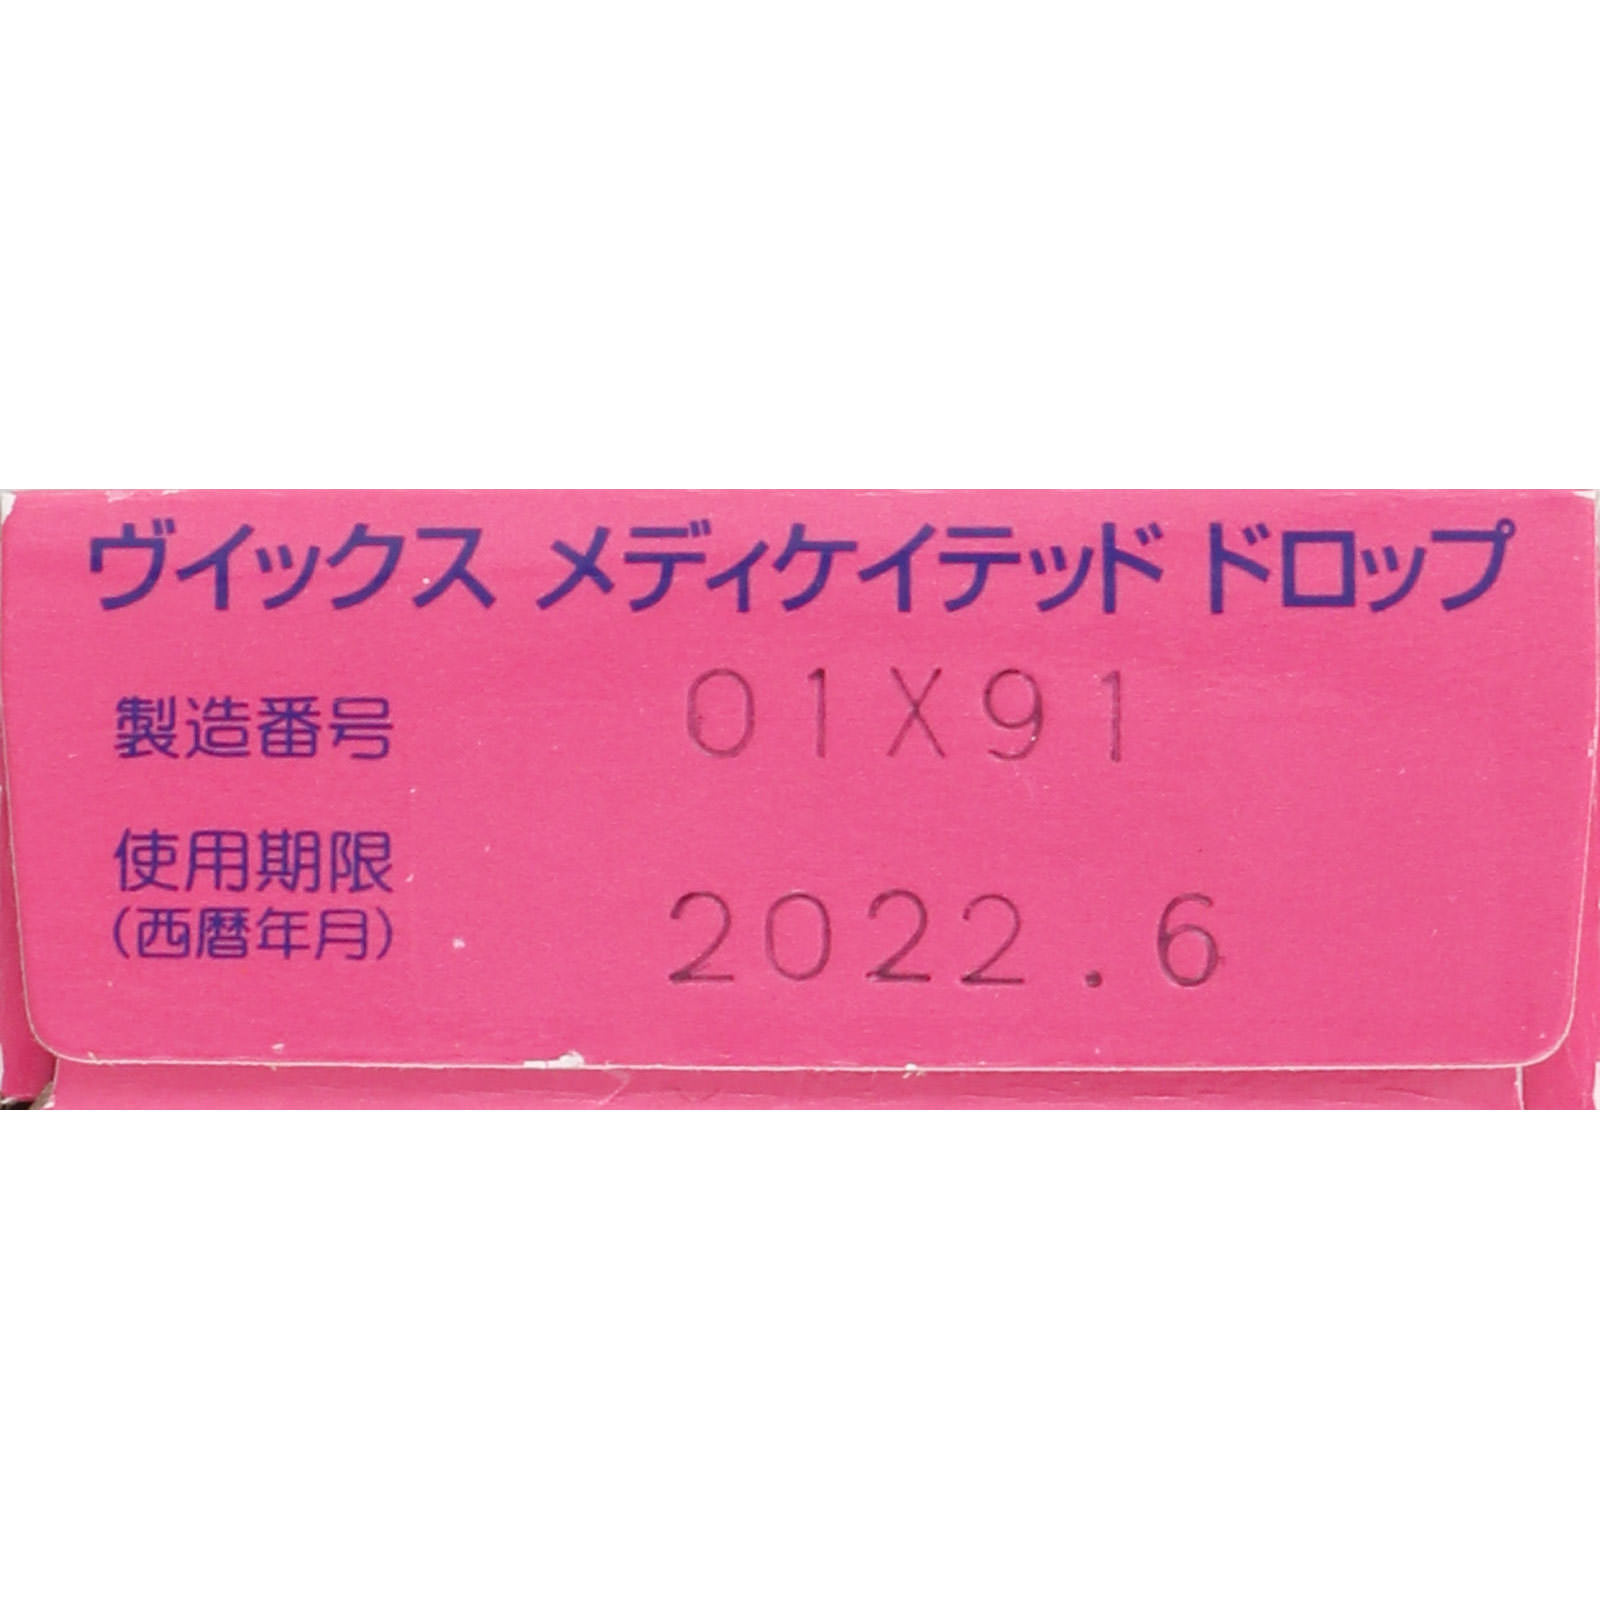 ヴイックス メディケイテッド ドロップ
製造番号 01X91
使用期限
(西暦年月) 2022.6